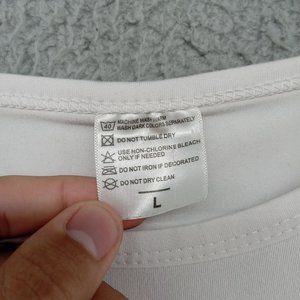 40 MACHINE WASH WARM
WASH DARK COLORS SEPARATELY
DO NOT TUMBLE DRY
USE NON-CHLORINE BLEACH
ONLY IF NEEDED
DO NOT IRON IF DECORATED
DO NOT DRY CLEAN
L